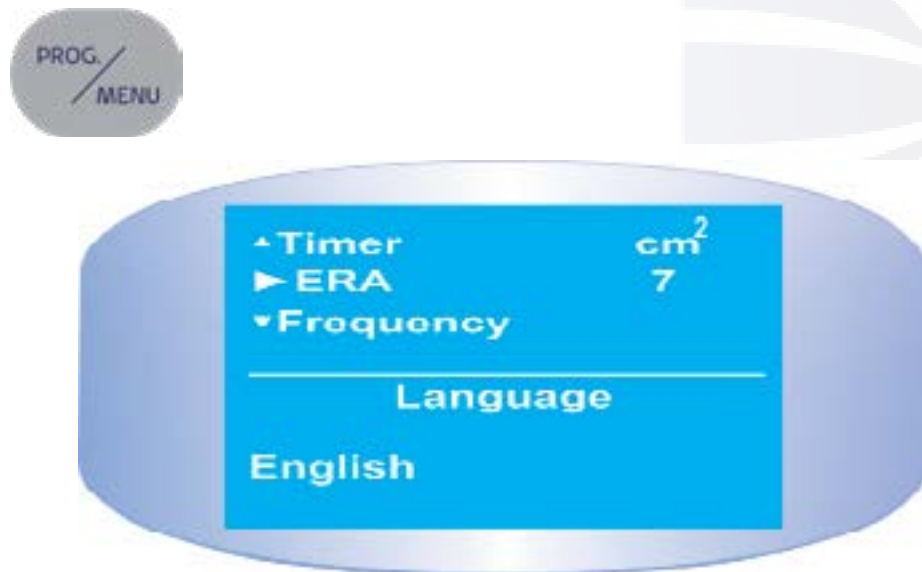 PROG./
MENU
▲Timer cm²
►ERA 7
▼Frequency
Language
English